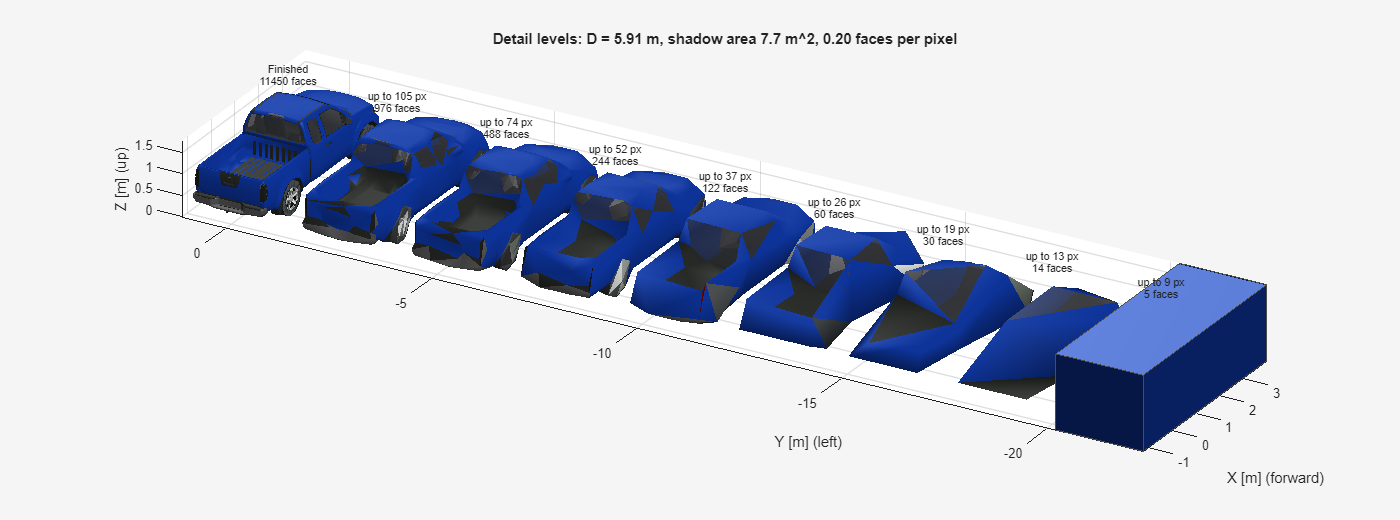 Detail levels: D = 5.91 m, shadow area 7.7 m^2, 0.20 faces per pixel
Finished
11450 faces
up to 105 px
976 faces
up to 74 px
488 faces
up to 52 px
244 faces
up to 37 px
122 faces
up to 26 px
60 faces
up to 19 px
30 faces
up to 13 px
14 faces
up to 9 px
5 faces
Z [m] (up)
1.5
1
0.5
0
0
-5
-10
-15
-20
Y [m] (left)
3
2
1
0
-1
X [m] (forward)